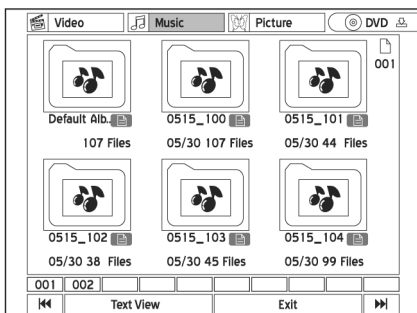 Video Music Picture DVD
001
Default Alb.. 0515_100 0515_101
107 Files 05/30 107 Files 05/30 44 Files
0515_102 0515_103 0515_104
05/30 38 Files 05/30 45 Files 05/30 99 Files
001 002
Text View Exit